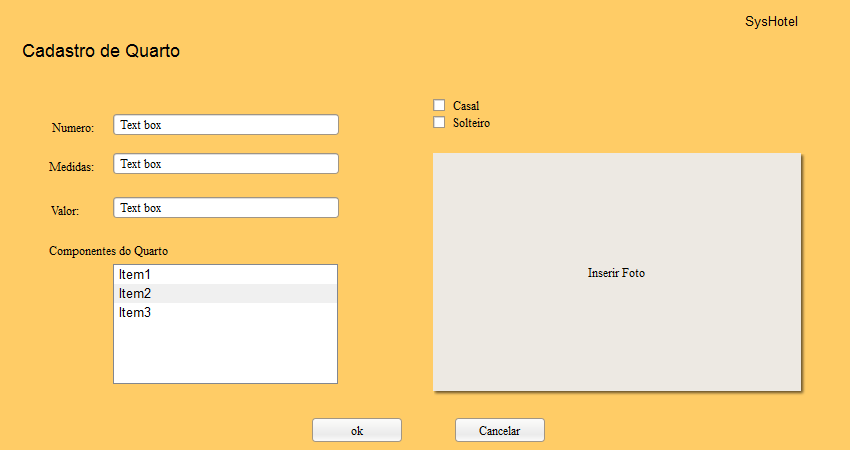 SysHotel
Cadastro de Quarto
Numero: Text box
Medidas: Text box
Valor: Text box
Componentes do Quarto
Item1
Item2
Item3
Casal
Solteiro
Inserir Foto
ok
Cancelar